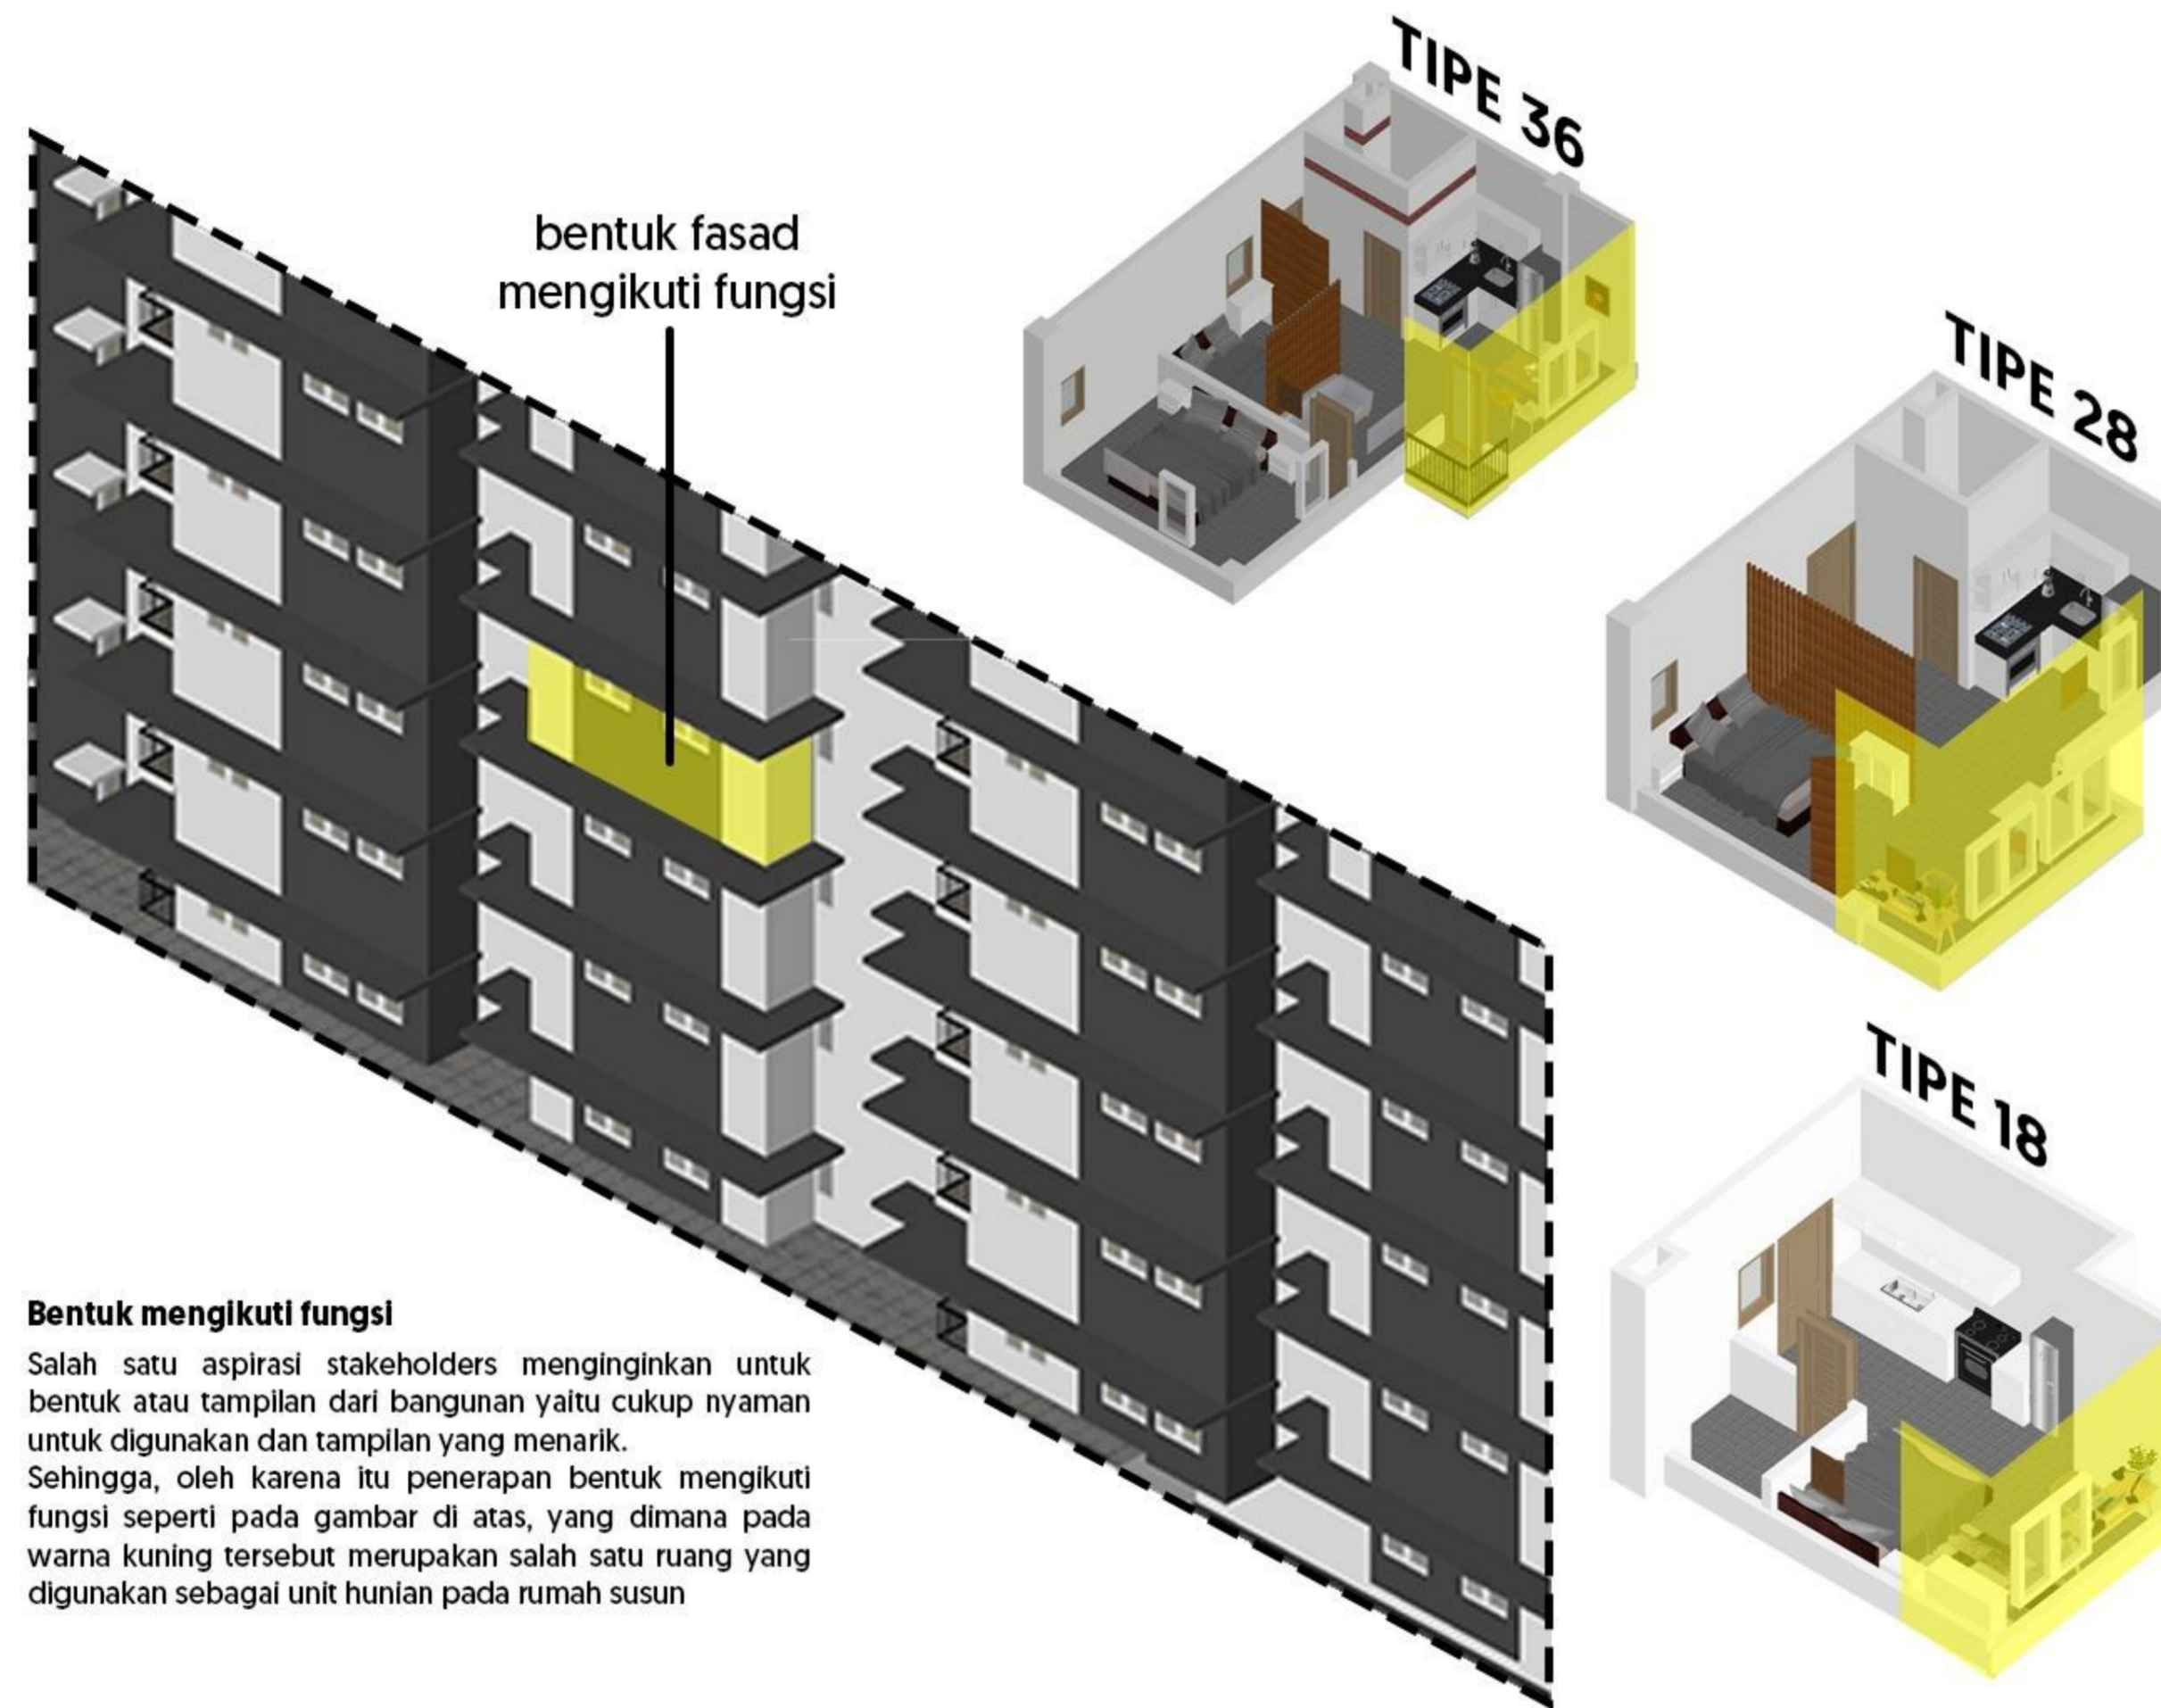 TIPE 36
bentuk fasad
mengikuti fungsi
TIPE 28
TIPE 18
Bentuk mengikuti fungsi
Salah satu aspirasi stakeholders menginginkan untuk
bentuk atau tampilan dari bangunan yaitu cukup nyaman
untuk digunakan dan tampilan yang menarik.
Sehingga, oleh karena itu penerapan bentuk mengikuti
fungsi seperti pada gambar di atas, yang dimana pada
warna kuning tersebut merupakan salah satu ruang yang
digunakan sebagai unit hunian pada rumah susun